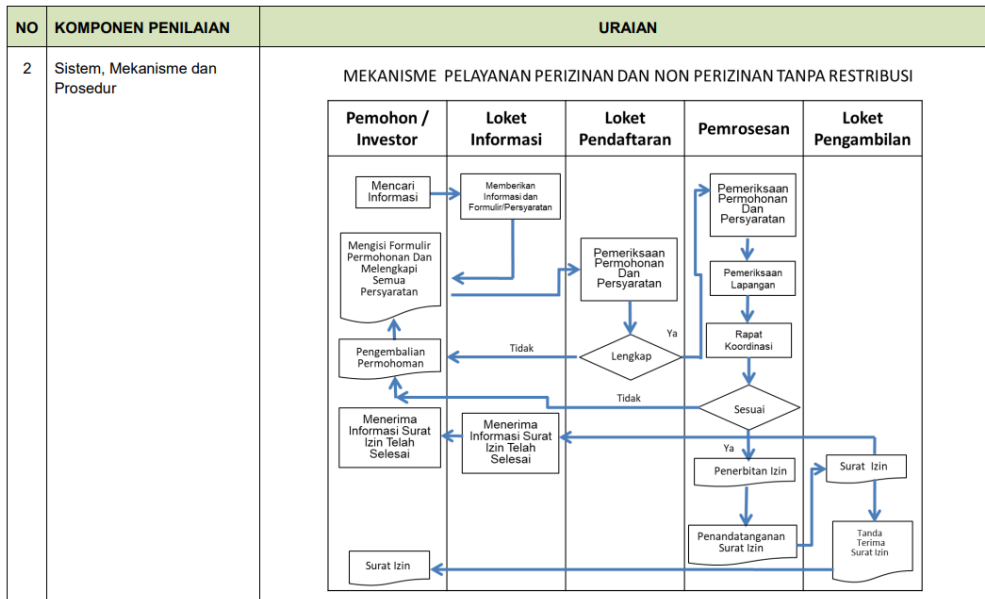 NO
KOMPONEN PENILAIAN
URAIAN
2
Sistem, Mekanisme dan
Prosedur
MEKANISME PELAYANAN PERIZINAN DAN NON PERIZINAN TANPA RESTRIBUSI
Pemohon /
Investor
Loket
Informasi
Loket
Pendaftaran
Pemrosesan
Loket
Pengambilan
Mencari
Informasi
Memberikan
Informasi dan
Formulir/Persyaratan
Pemeriksaan
Permohonan
Dan
Persyaratan
Mengisi Formulir
Permohonan Dan
Melengkapi
Semua
Persyaratan
Pemeriksaan
Permohonan
Dan
Persyaratan
Pemeriksaan
Lapangan
Rapat
Koordinasi
Ya
Lengkap
Tidak
Pengembalian
Permohoman
Tidak
Sesuai
Menerima
Informasi Surat
Izin Telah
Selesai
Menerima
Informasi Surat
Izin Telah
Selesai
Ya
Penerbitan Izin
Surat Izin
Penandatanganan
Surat Izin
Tanda
Terima
Surat Izin
Surat Izin